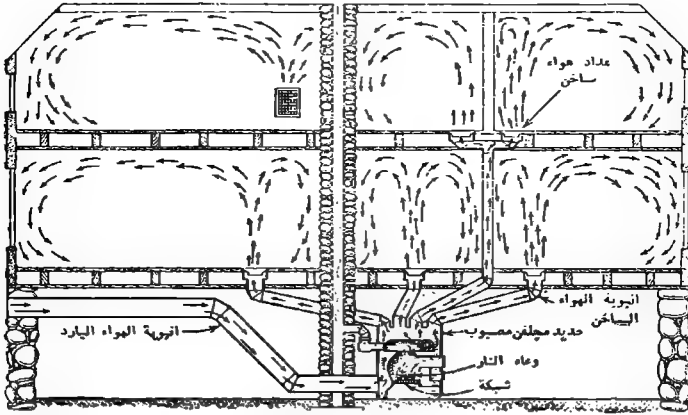 عداد هواء
ساخن
انبوبة الهواء
الساخن
انبوبة الهواء البارد
حديد مجلفن مصبوب
وعاء النار
شبكة